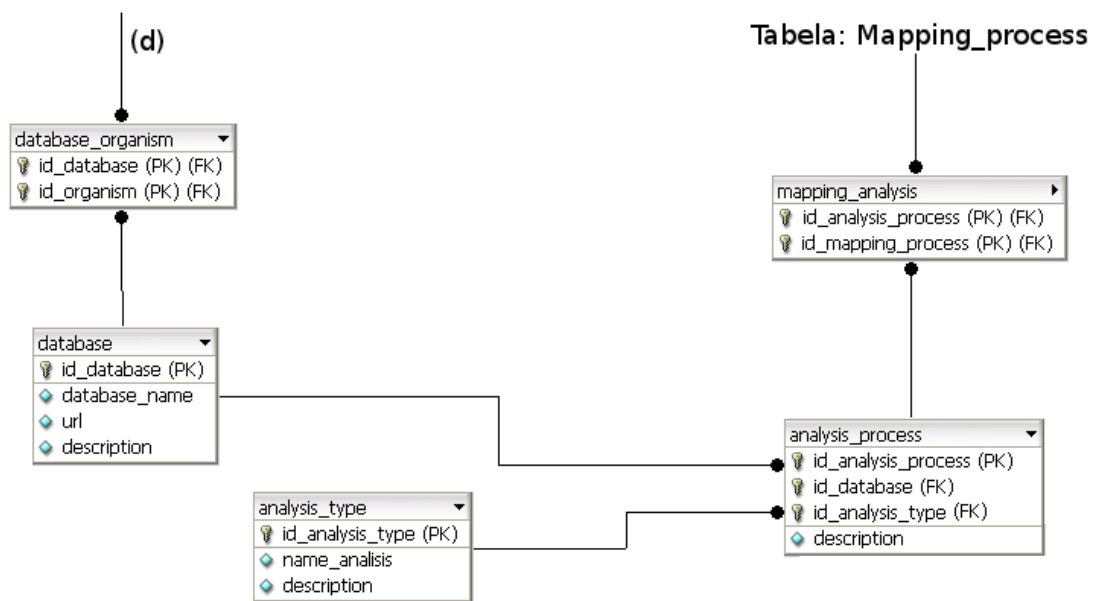 (d)
Tabela: Mapping_process
database_organism
id_database (PK) (FK)
id_organism (PK) (FK)
mapping_analysis
id_analysis_process (PK) (FK)
id_mapping_process (PK) (FK)
database
id_database (PK)
database_name
url
description
analysis_process
id_analysis_process (PK)
id_database (FK)
id_analysis_type (FK)
description
analysis_type
id_analysis_type (PK)
name_analisis
description